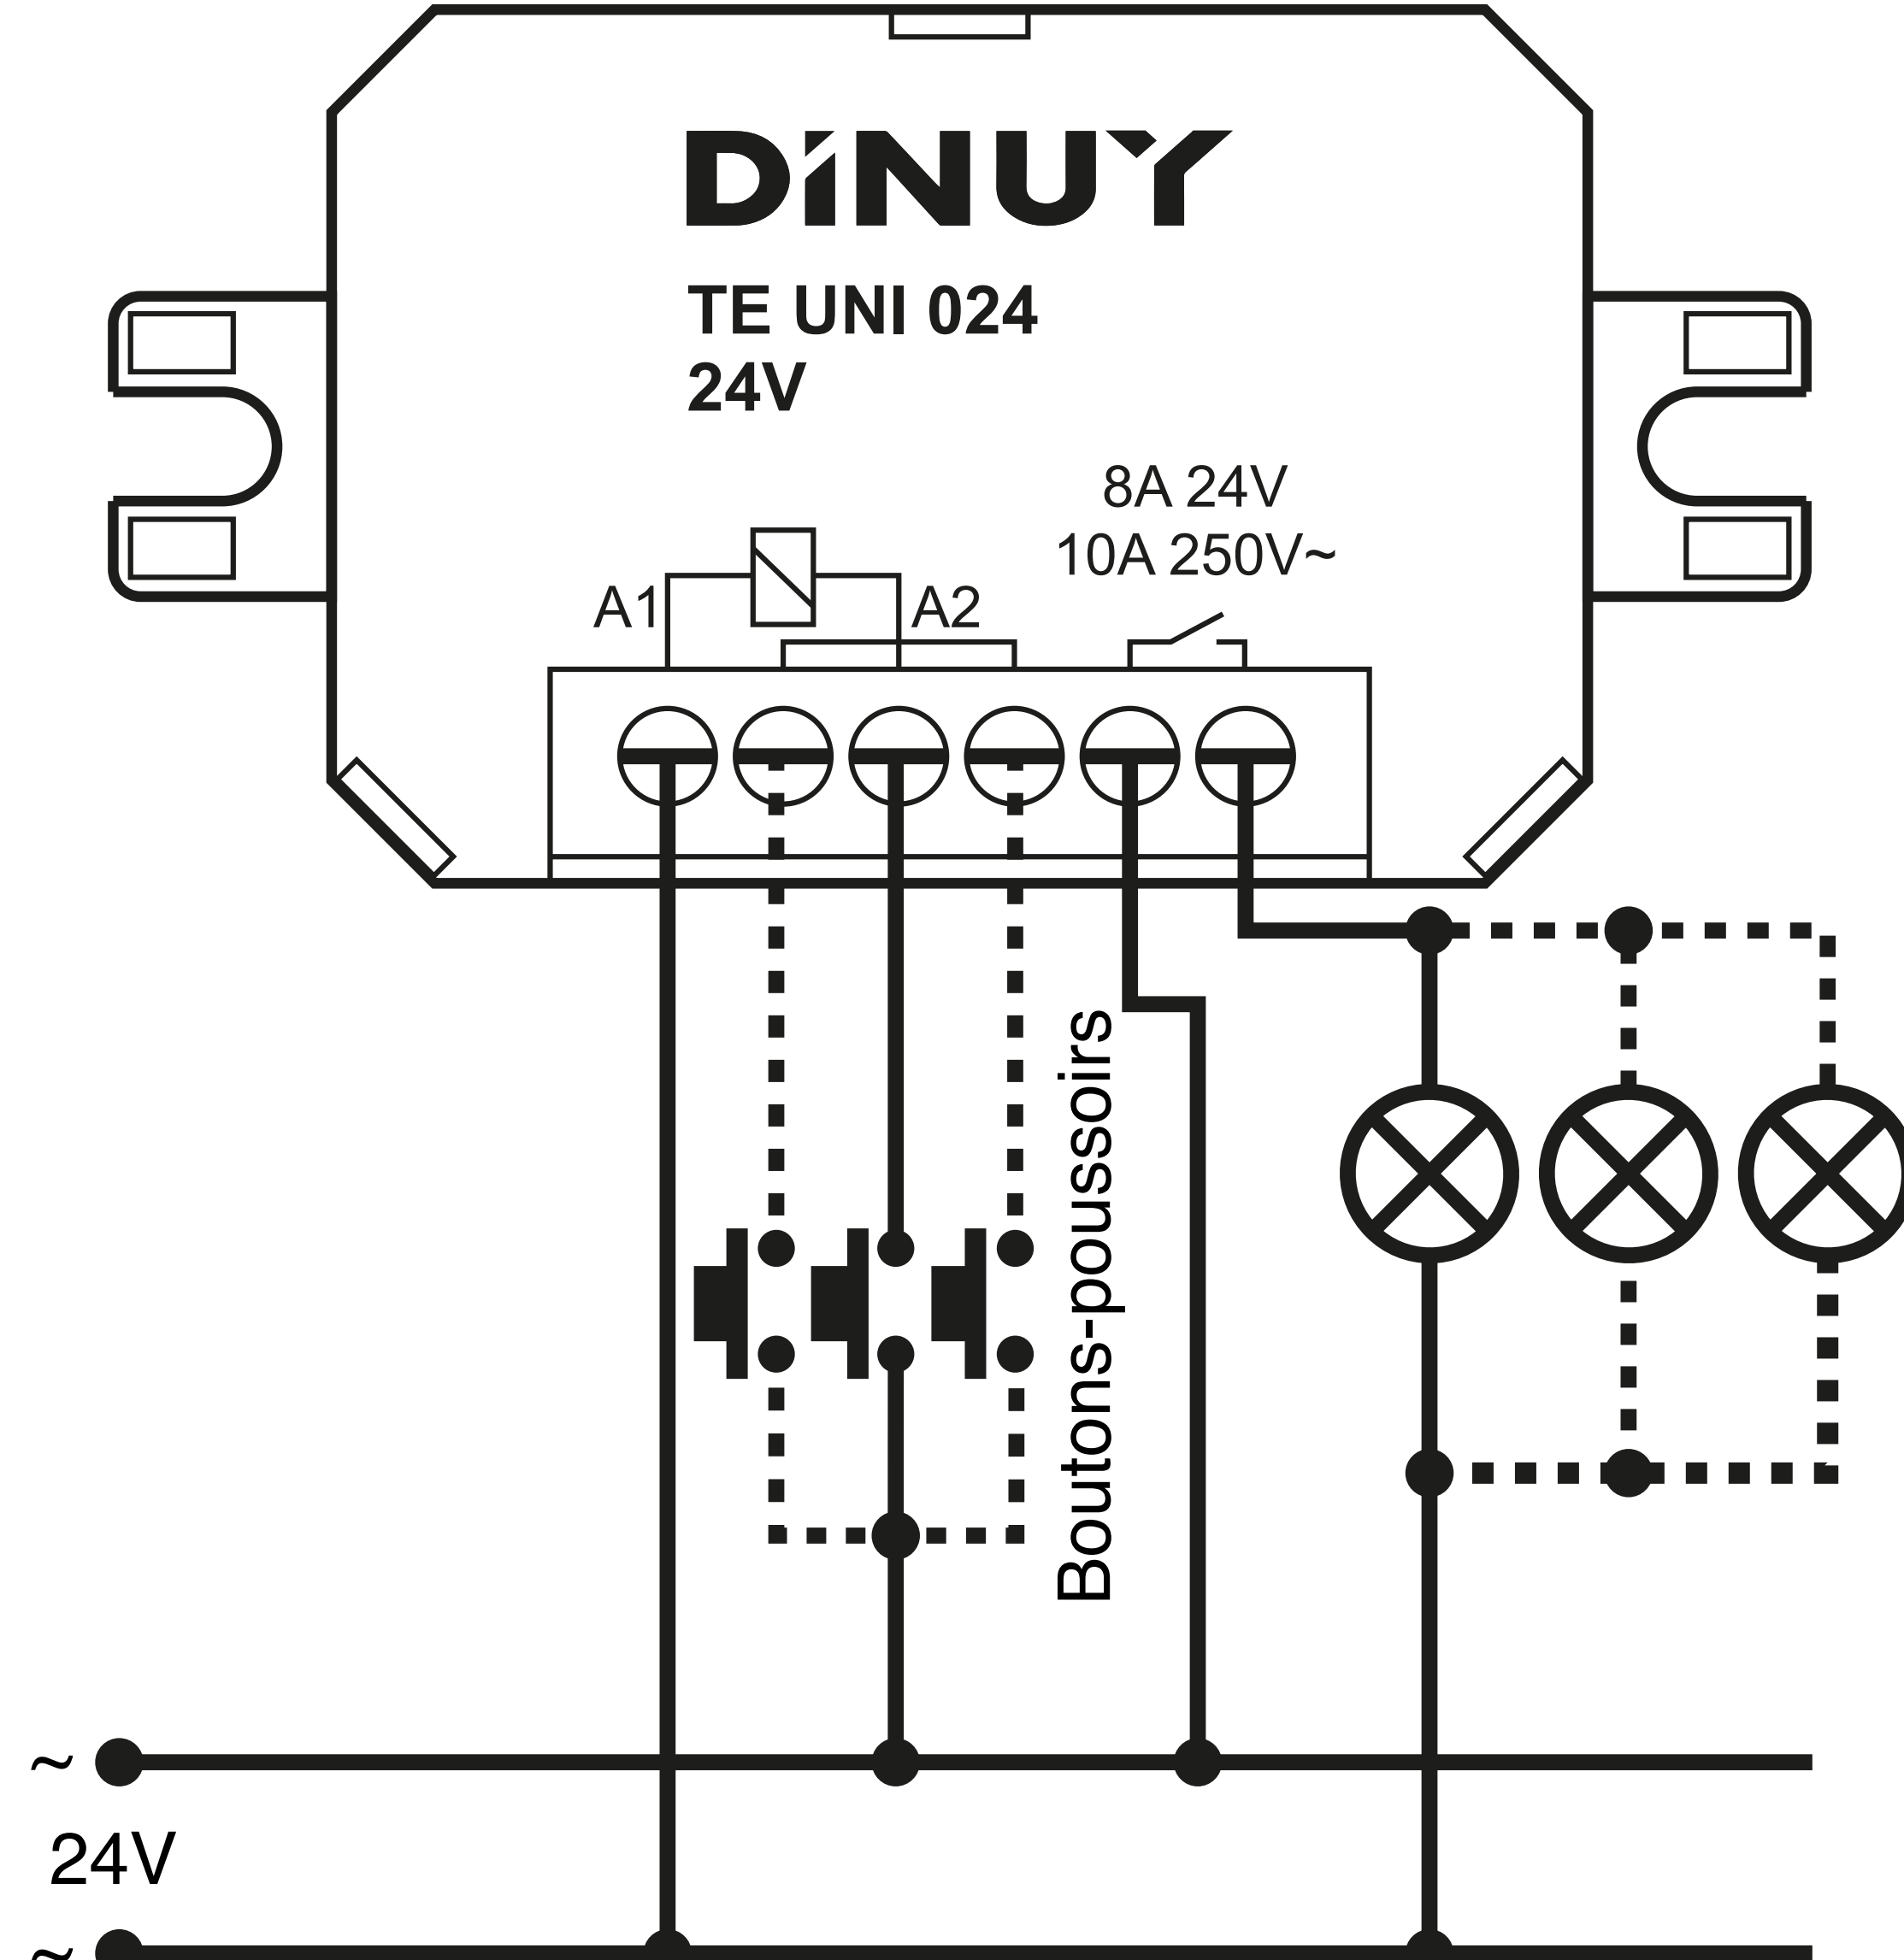 DINUY
TE UNI 024
24V
8A 24V
10A 250V~
A1
A2
Boutons-poussoirs
~
24V
~